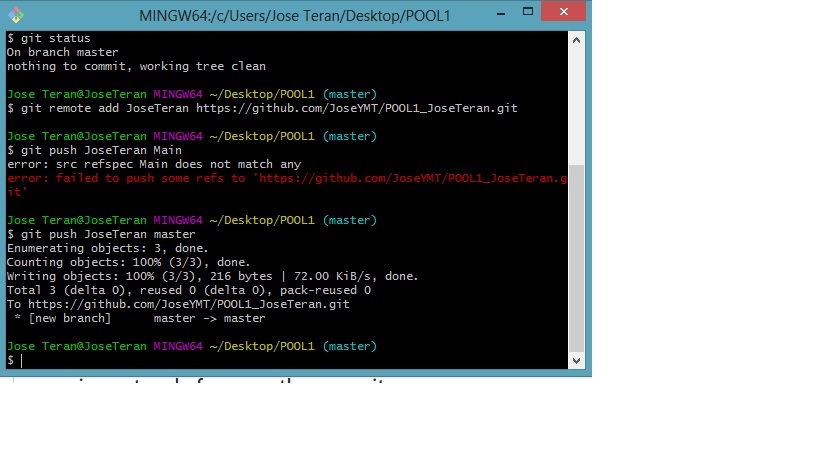 MINGW64:/c/Users/Jose Teran/Desktop/POOL1
$ git status
On branch master
nothing to commit, working tree clean
Jose Teran@JoseTeran MINGW64 ~/Desktop/POOL1 (master)
$ git remote add JoseTeran https://github.com/JoseYMT/POOL1_JoseTeran.git
Jose Teran@JoseTeran MINGW64 ~/Desktop/POOL1 (master)
$ git push JoseTeran Main
error: src refspec Main does not match any
error: failed to push some refs to 'https://github.com/JoseYMT/POOL1_JoseTeran.g
it'
Jose Teran@JoseTeran MINGW64 ~/Desktop/POOL1 (master)
$ git push JoseTeran master
Enumerating objects: 3, done.
Counting objects: 100% (3/3), done.
Writing objects: 100% (3/3), 216 bytes | 72.00 KiB/s, done.
Total 3 (delta 0), reused 0 (delta 0), pack-reused 0
To https://github.com/JoseYMT/POOL1_JoseTeran.git
 * [new branch]      master -> master
Jose Teran@JoseTeran MINGW64 ~/Desktop/POOL1 (master)
$